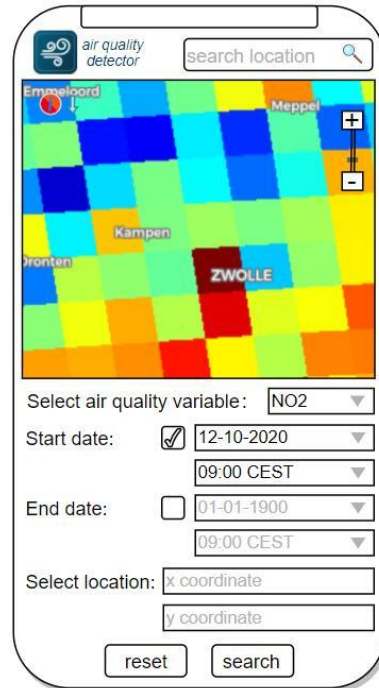 air quality
detector
search location
Emmeloord
Meppel
+
-
Kampen
Dronten
ZWOLLE
Select air quality variable: NO2
Start date: 12-10-2020
09:00 CEST
End date: 01-01-1900
09:00 CEST
Select location: x coordinate
y coordinate
reset search